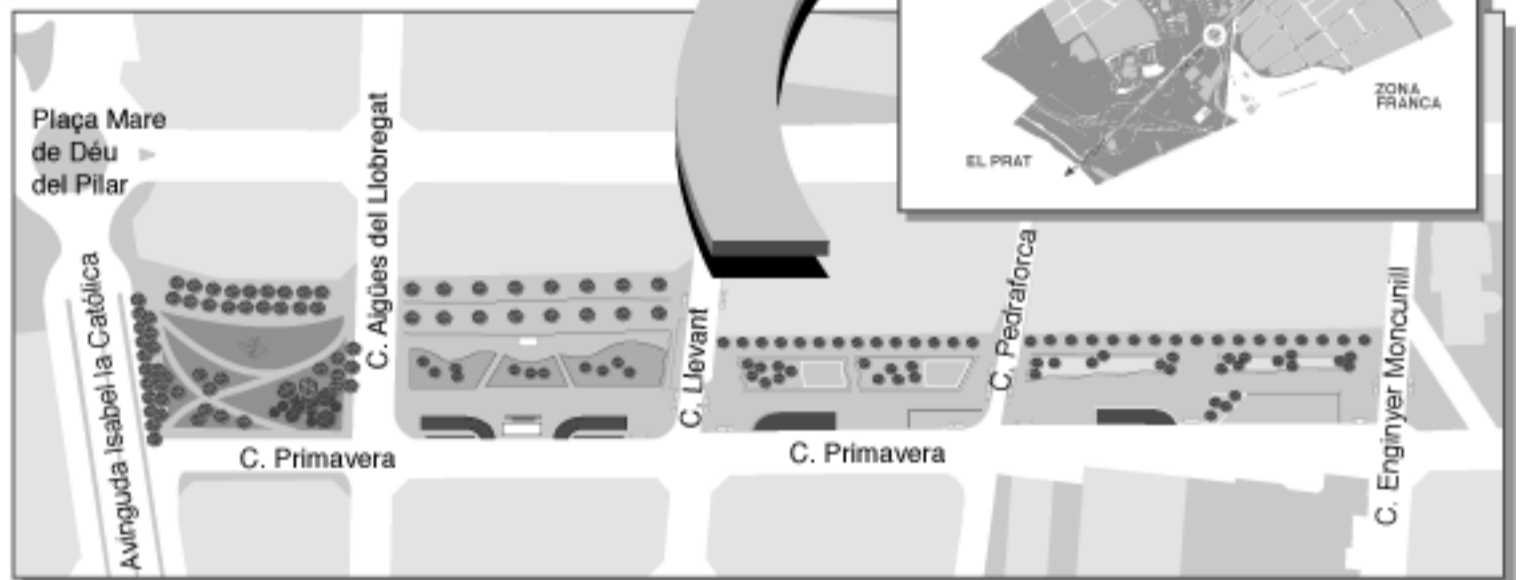 Plaça Mare
de Déu
del Pilar
Avinguda Isabel la Católica
C. Aigües del Llobregat
C. Llevant
C. Pedraforca
C. Enginyer Moncunill
C. Primavera
C. Primavera
ZONA
FRANCA
EL PRAT